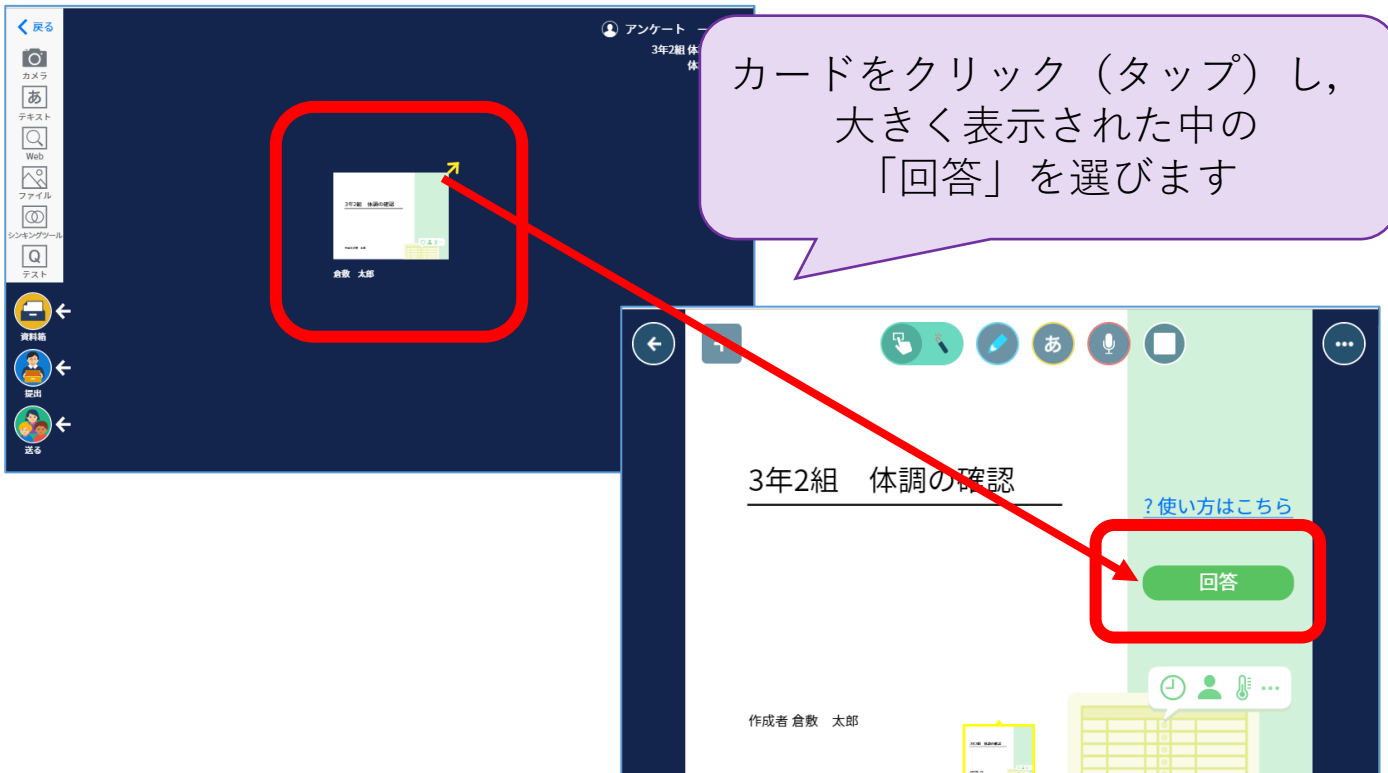 戻る
カメラ
あ
テキスト
Web
ファイル
シンキングツール
Q
テスト
資料箱
提出
送る
アンケート
3年2組 体
体
3年2組 体調の確認
倉敷 太郎
カードをクリック（タップ）し，
大きく表示された中の
「回答」を選びます
あ
3年2組 体調の確認
?使い方はこちら
回答
作成者 倉敷 太郎